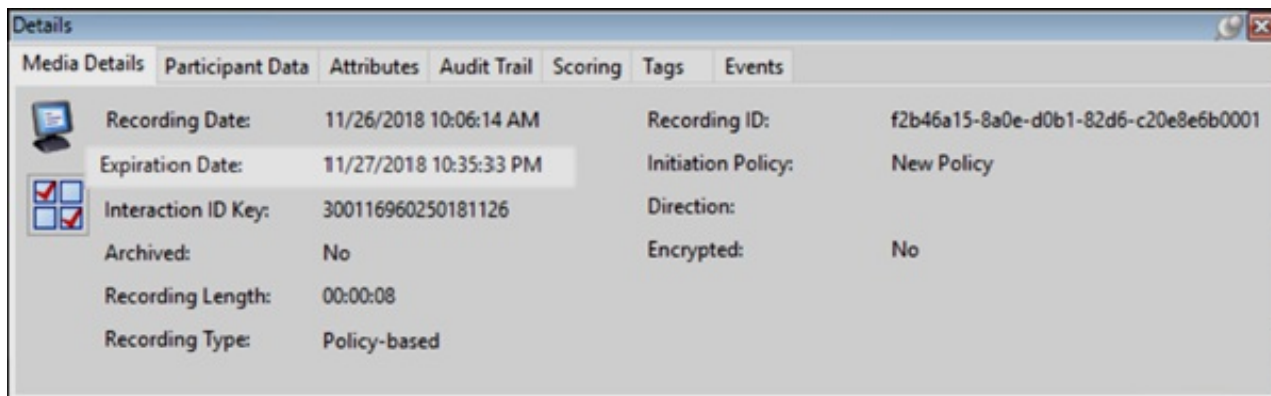 Details
Media Details Participant Data Attributes Audit Trail Scoring Tags Events
Recording Date: 11/26/2018 10:06:14 AM Recording ID: f2b46a15-8a0e-d0b1-82d6-c20e8e6b0001
Expiration Date: 11/27/2018 10:35:33 PM Initiation Policy: New Policy
Interaction ID Key: 300116960250181126 Direction:
Archived: No Encrypted: No
Recording Length: 00:00:08
Recording Type: Policy-based